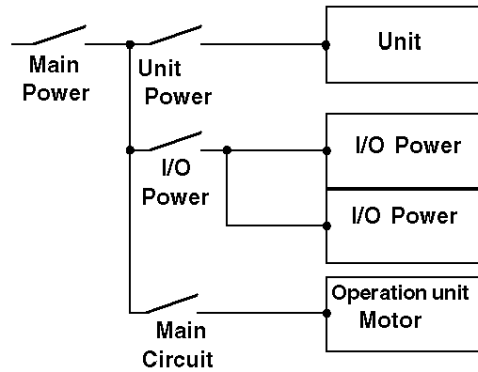 Unit
Main
Power
Unit
Power
I/O Power
I/O
Power
I/O Power
Operation unit
Motor
Main
Circuit